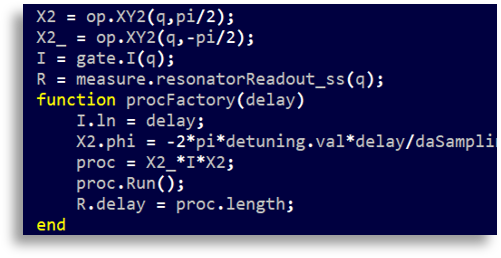 X2 = op.XY2(q,pi/2);
X2_ = op.XY2(q,-pi/2);
I = gate.I(q);
R = measure.resonatorReadout_ss(q);
function procFactory(delay)
I.ln = delay;
X2.phi = -2*pi*detuning.val*delay/daSamplin
proc = X2_*I*X2;
proc.Run();
R.delay = proc.length;
end